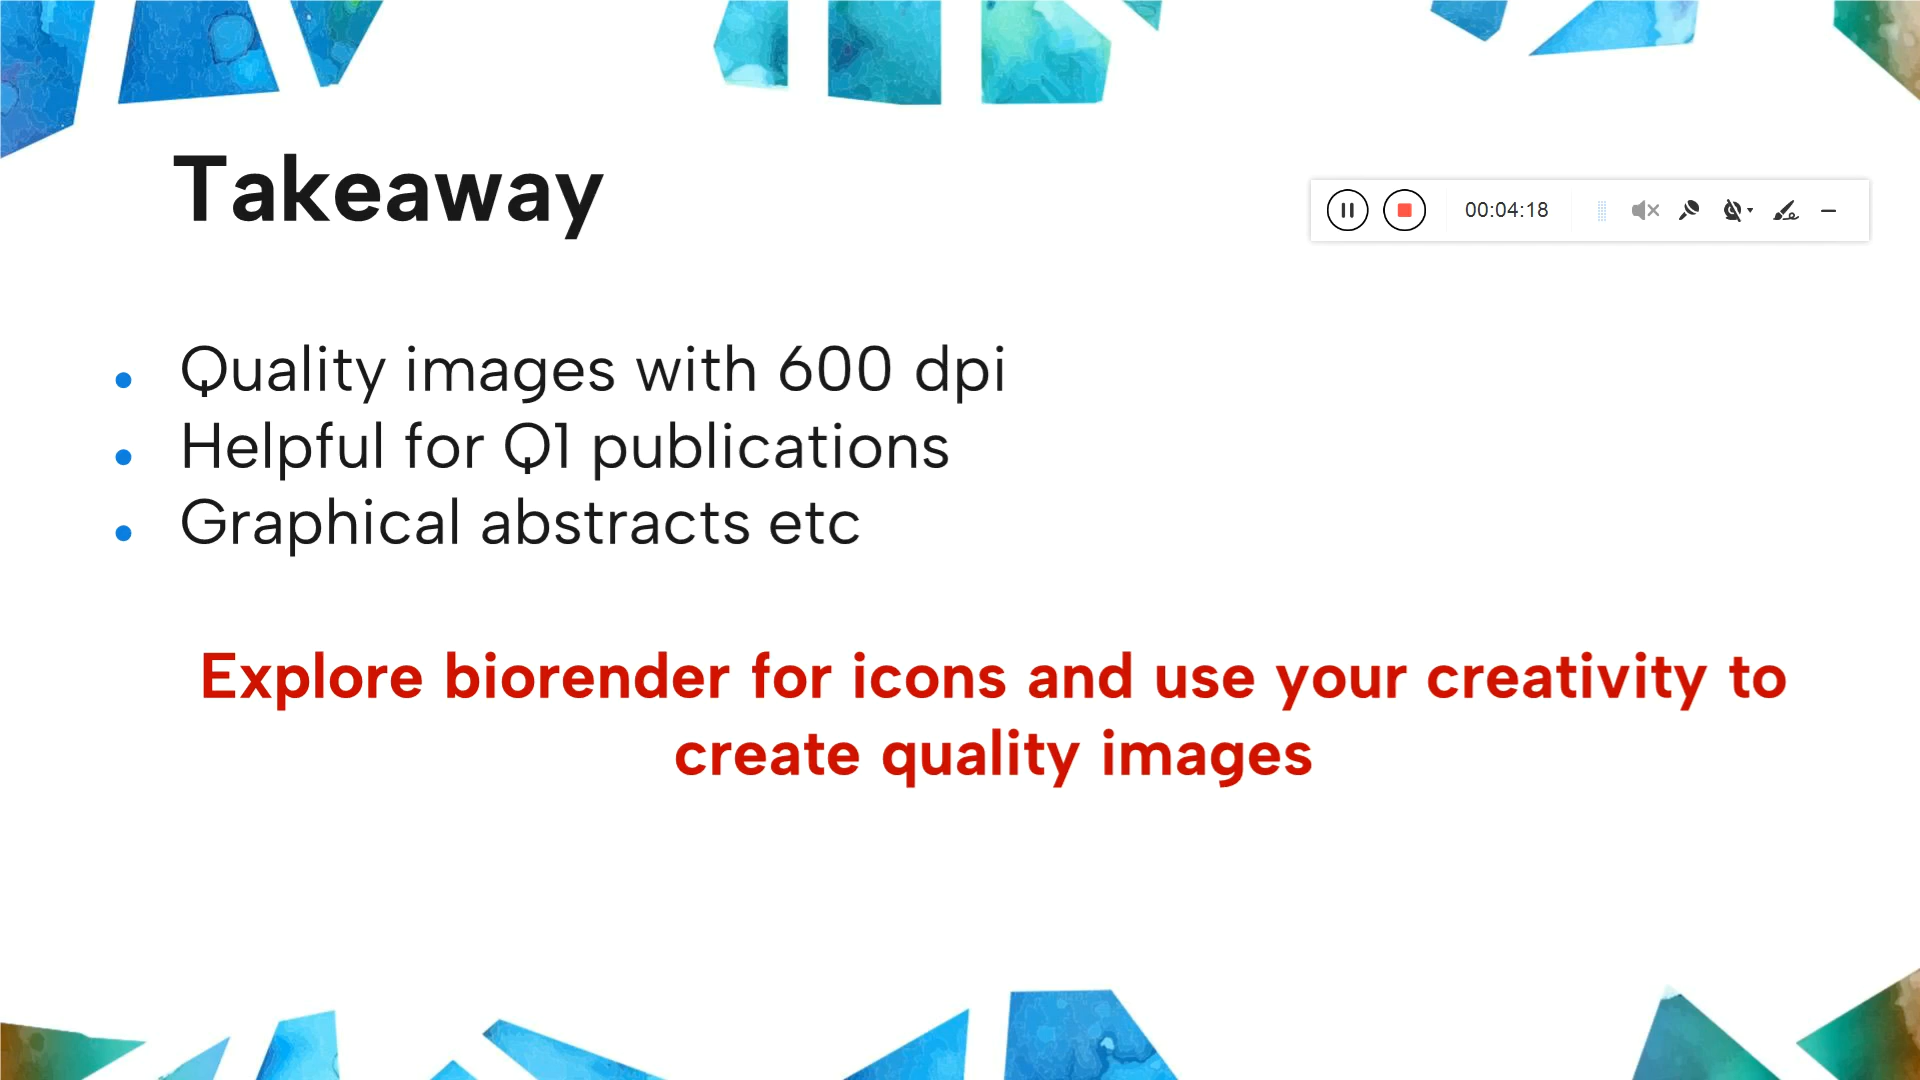 Takeaway
00:04:18
Quality images with 600 dpi
Helpful for Q1 publications
Graphical abstracts etc
Explore biorender for icons and use your creativity to
create quality images